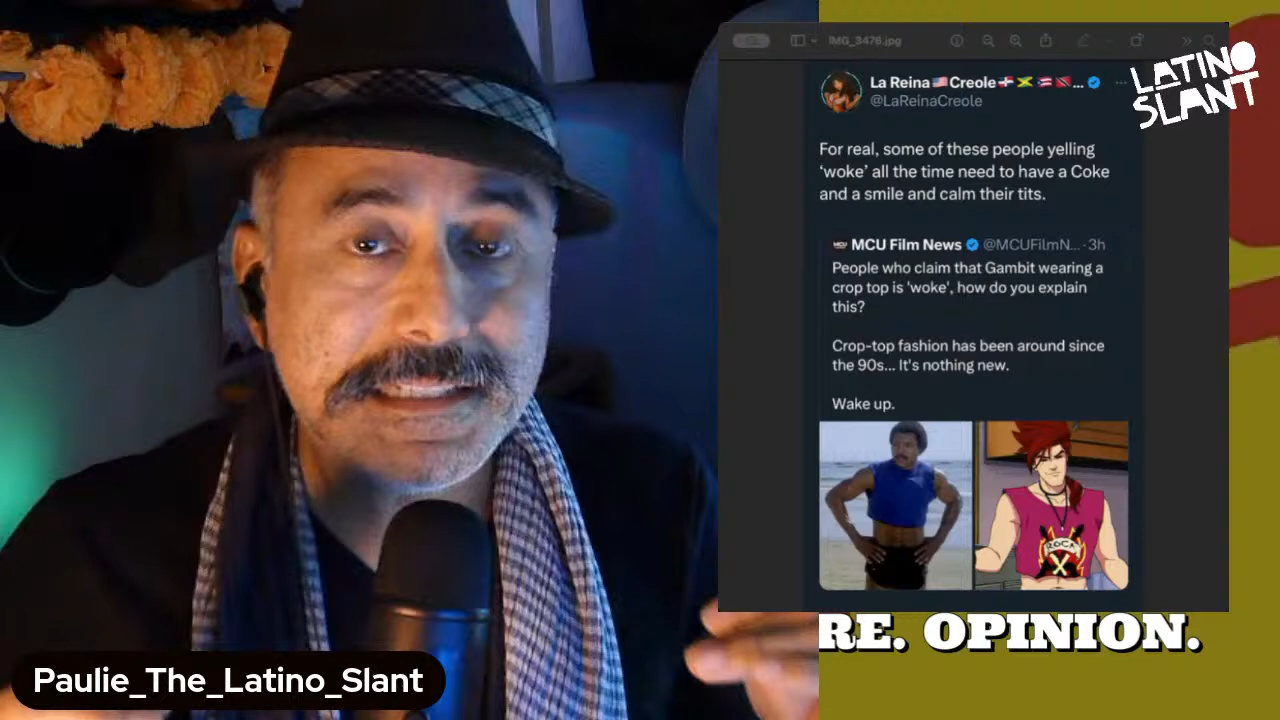 IMG_3476.jpg
LATINO
SLANT
La Reina🇺🇸Creole🇩🇴🇯🇲🇵🇷🇹🇹...
@LaReinaCreole
For real, some of these people yelling
‘woke’ all the time need to have a Coke
and a smile and calm their tits.
MCU Film News @MCUFilmN... · 3h
People who claim that Gambit wearing a
crop top is 'woke', how do you explain
this?
Crop-top fashion has been around since
the 90s... It's nothing new.
Wake up.
ROCK
X
RE. OPINION.
Paulie_The_Latino_Slant